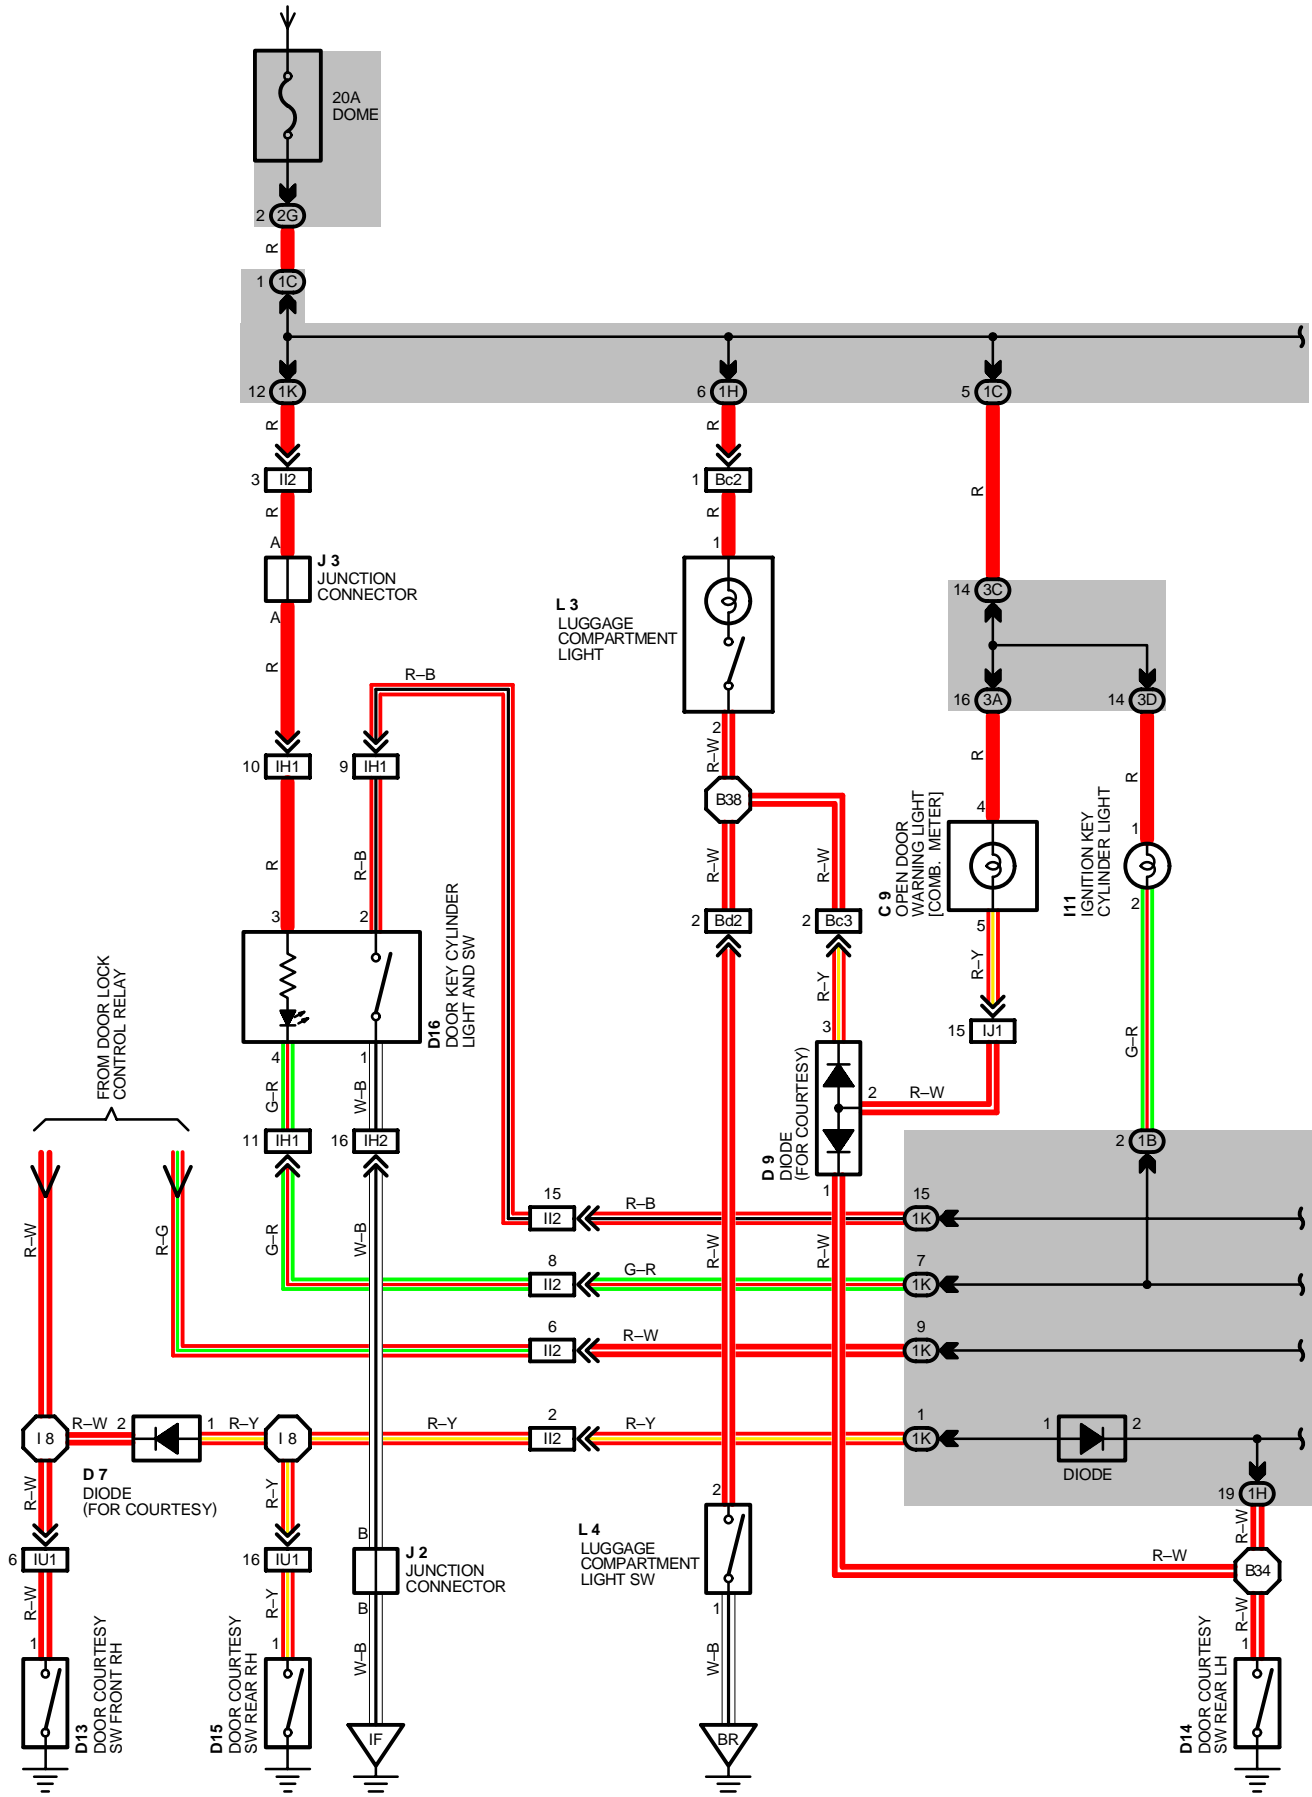 20A
DOME
2 2G
R
1 1C
12 1K
6 1H
5 1C
R
R
R
3 II2
1 Bc2
R
R
A
1
J 3
JUNCTION
CONNECTOR
A
14 3C
L 3
LUGGAGE
COMPARTMENT
LIGHT
R
R–B
16 3A
14 3D
2
R–W
R
R
10 IH1
9 IH1
B38
4
1
C 9
OPEN DOOR
WARNING LIGHT
[COMB. METER]
I11
IGNITION KEY
CYLINDER LIGHT
R
R–B
R–W
R–W
3
2
2 Bd2
2 Bc3
5
2
D16
DOOR KEY CYLINDER
LIGHT AND SW
R–Y
R–Y
FROM DOOR LOCK
CONTROL RELAY
3
15 IJ1
G–R
4
1
2
R–W
G–R
W–B
11 IH1
16 IH2
D 9
DIODE
(FOR COURTESY)
2 1B
1
15
R–B
15
II2
1K
R–W
R–G
G–R
W–B
R–W
R–W
8
G–R
7
II2
1K
6
R–W
9
II2
1K
I 8
R–W
2
1
R–Y
I 8
R–Y
2
II2
R–Y
1
1K
1
2
DIODE
D 7
DIODE
(FOR COURTESY)
R–W
R–Y
2
19 1H
R–W
6 IU1
16 IU1
B
J 2
JUNCTION
CONNECTOR
L 4
LUGGAGE
COMPARTMENT
LIGHT SW
R–W
B34
R–W
R–Y
B
1
R–W
1
1
W–B
W–B
1
D13
DOOR COURTESY
SW FRONT RH
D15
DOOR COURTESY
SW REAR RH
IF
BR
D14
DOOR COURTESY
SW REAR LH